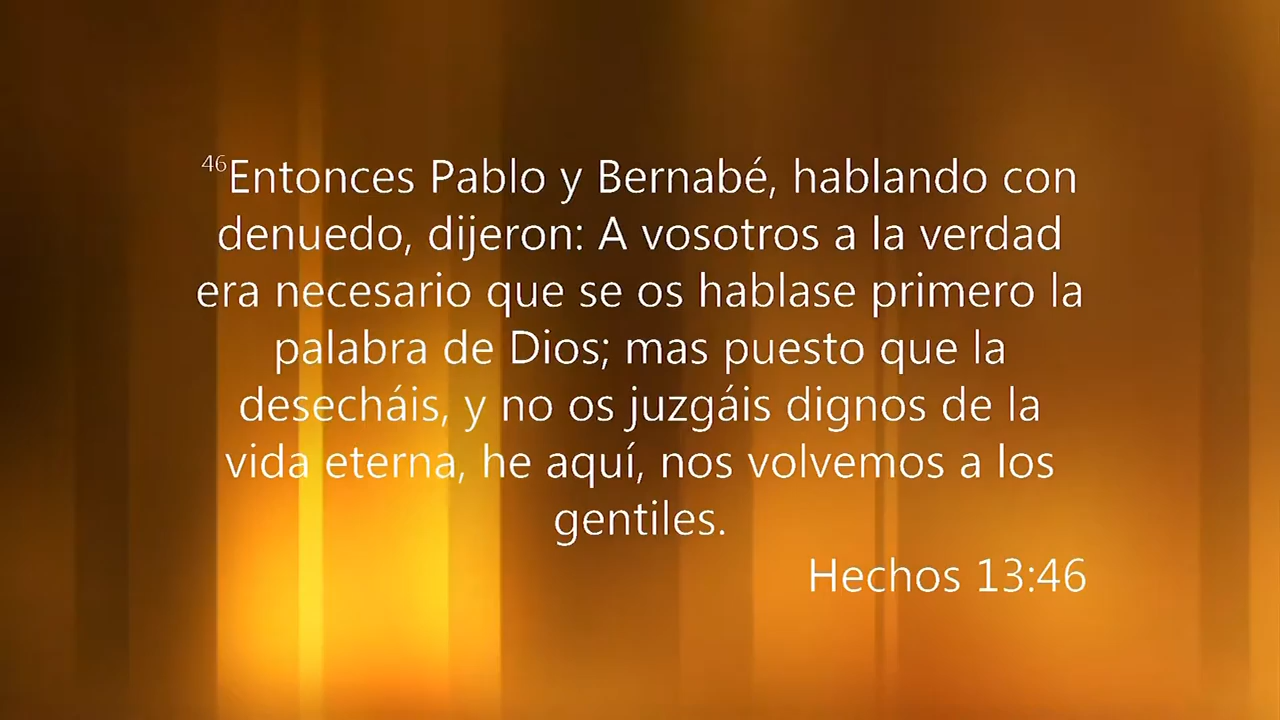 46Entonces Pablo y Bernabé, hablando con
denuedo, dijeron: A vosotros a la verdad
era necesario que se os hablase primero la
palabra de Dios; mas puesto que la
desecháis, y no os juzgáis dignos de la
vida eterna, he aquí, nos volvemos a los
gentiles.
Hechos 13:46